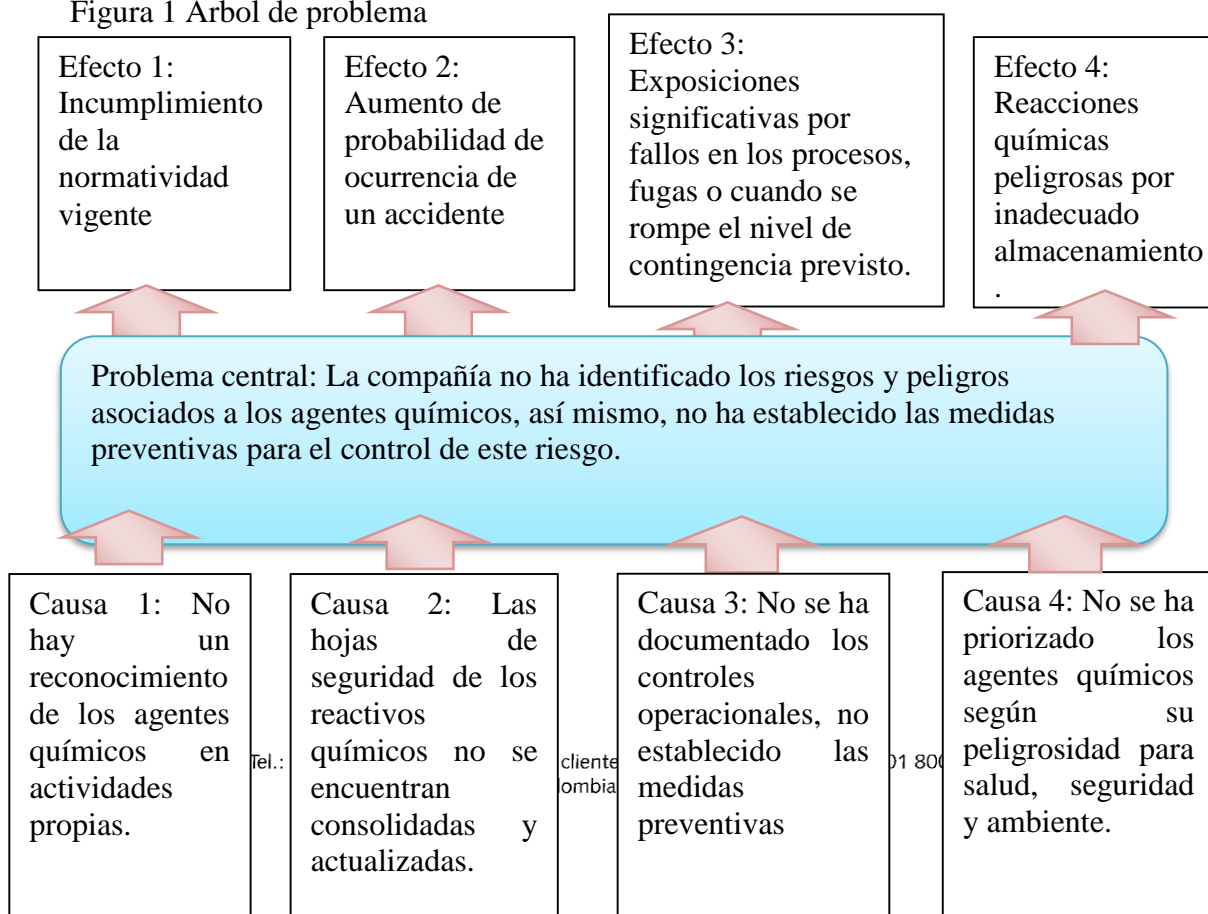 Figura 1 Árbol de problema
Efecto 1:
Incumplimiento
de la
normatividad
vigente
Efecto 2:
Aumento de
probabilidad de
ocurrencia de
un accidente
Efecto 3:
Exposiciones
significativas por
fallos en los procesos,
fugas o cuando se
rompe el nivel de
contingencia previsto.
Efecto 4:
Reacciones
químicas
peligrosas por
inadecuado
almacenamiento
.
Problema central: La compañía no ha identificado los riesgos y peligros
asociados a los agentes químicos, así mismo, no ha establecido las medidas
preventivas para el control de este riesgo.
Causa 1: No
hay un
reconocimiento
de los agentes
químicos en
actividades
propias.
Causa 2: Las
hojas de
seguridad de los
reactivos
químicos no se
encuentran
consolidadas y
actualizadas.
Causa 3: No se ha
documentado los
controles
operacionales, no
establecido las
medidas
preventivas
Causa 4: No se ha
priorizado los
agentes químicos
según su
peligrosidad para
salud, seguridad
y ambiente.
Tel.:
cliente
lombia
01 800